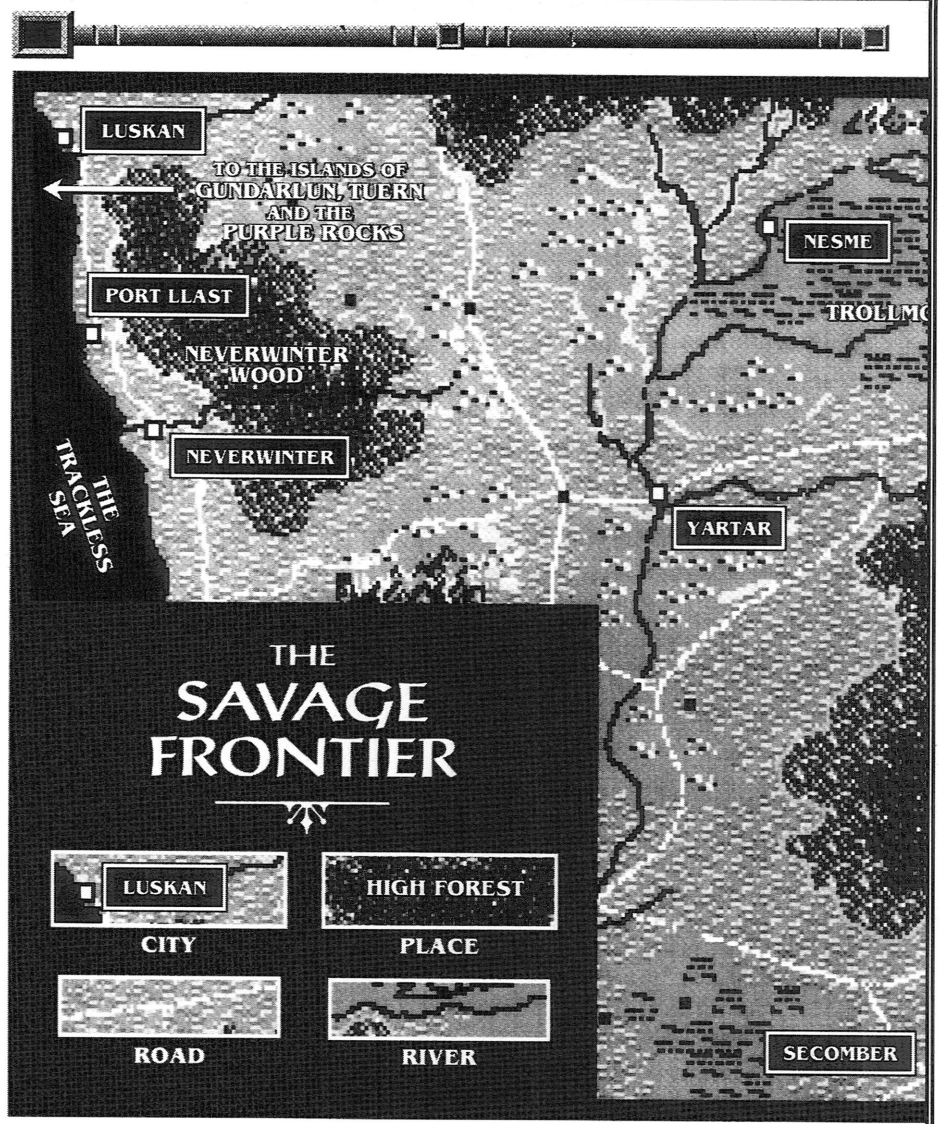 LUSKAN
TO THE ISLANDS OF
GUNDARLUN, TUERN
AND THE
PURPLE ROCKS
NESME
PORT LLAST
TROLLMO
NEVERWINTER
WOOD
NEVERWINTER
THE
TRACKLESS
SEA
YARTAR
THE
SAVAGE
FRONTIER
LUSKAN
CITY
HIGH FOREST
PLACE
ROAD
RIVER
SECOMBER